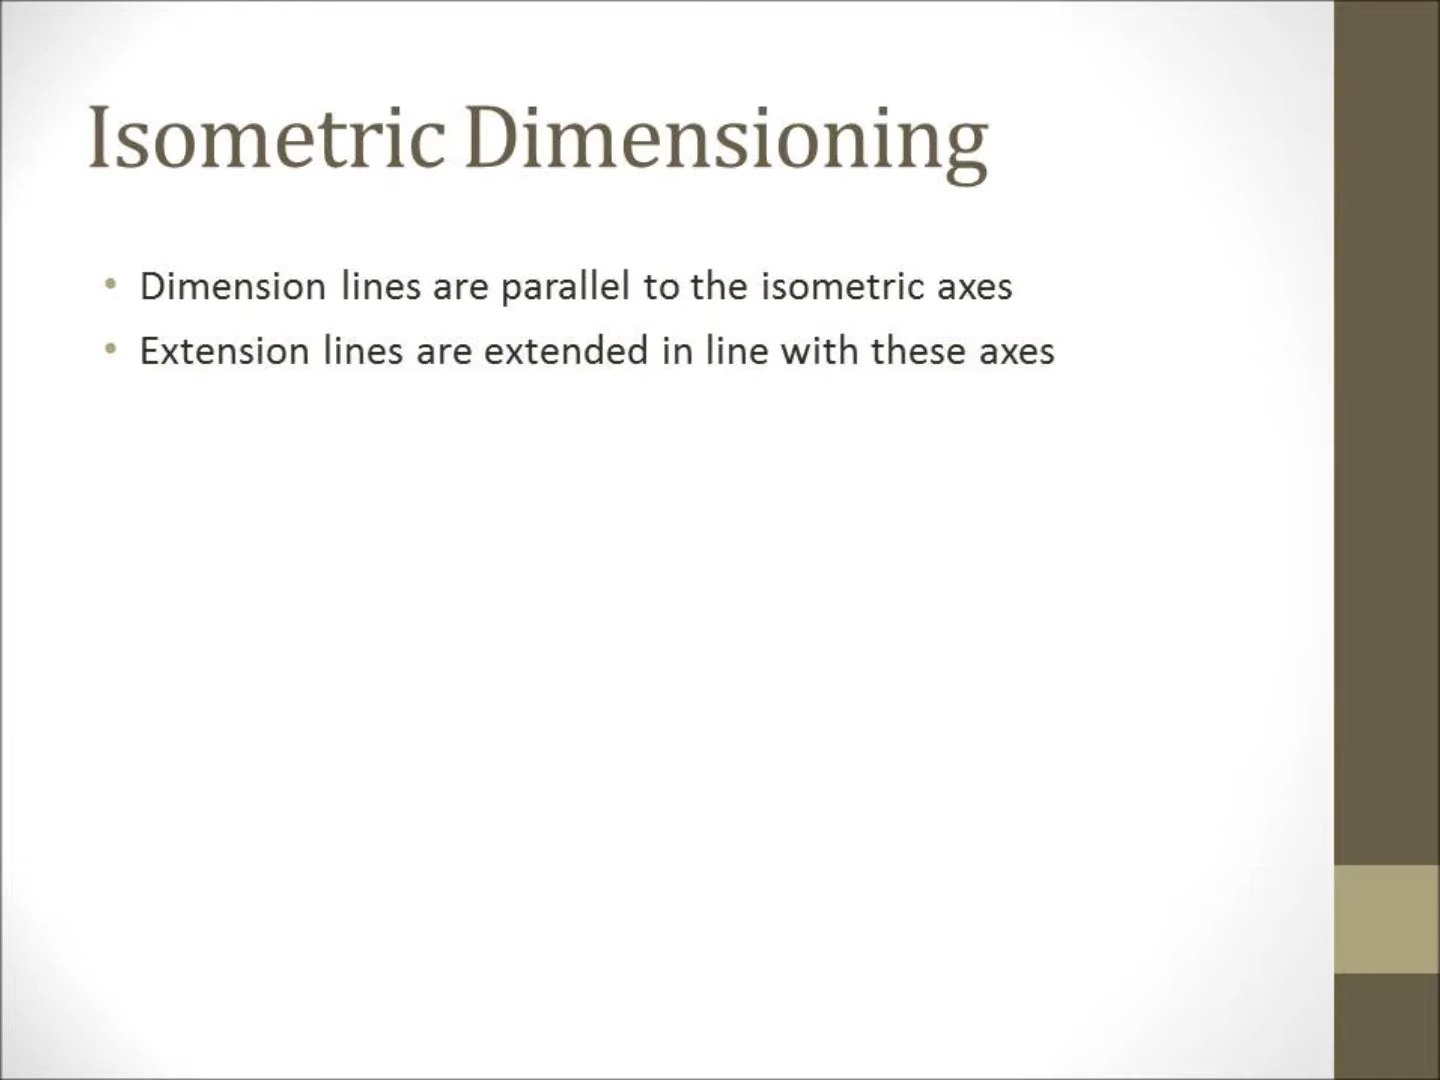 Isometric Dimensioning
• Dimension lines are parallel to the isometric axes
• Extension lines are extended in line with these axes